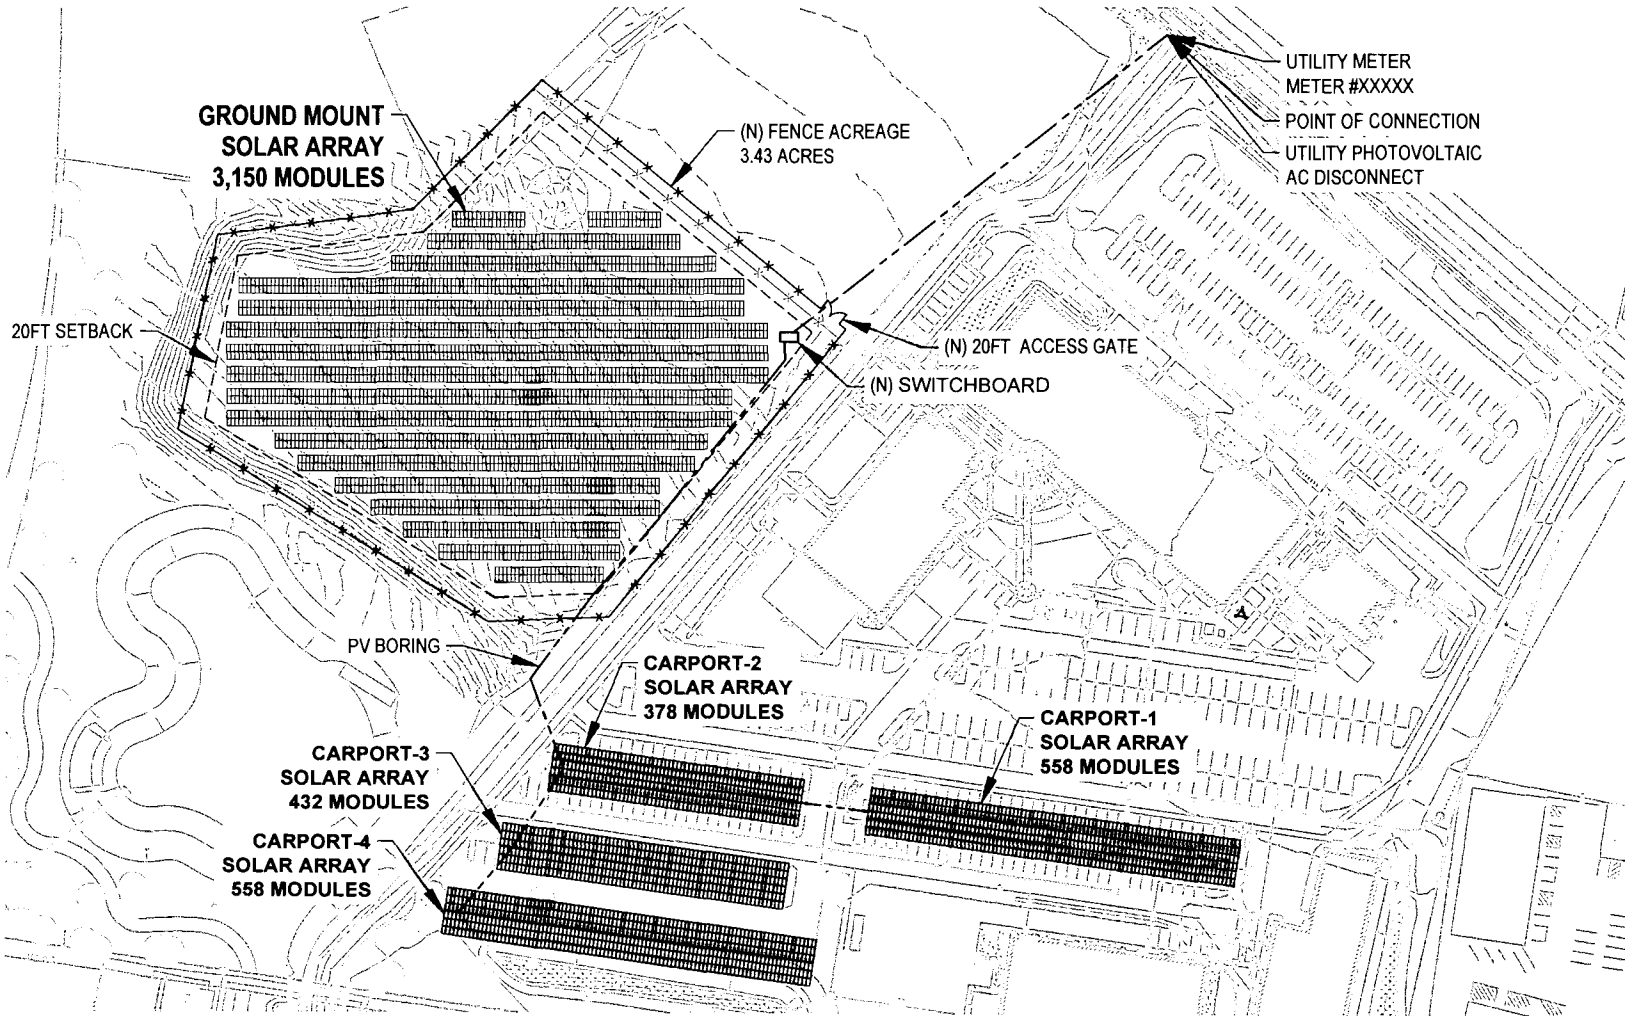 GROUND MOUNT
SOLAR ARRAY
3,150 MODULES
(N) FENCE ACREAGE
3.43 ACRES
UTILITY METER
METER #XXXXX
POINT OF CONNECTION
UTILITY PHOTOVOLTAIC
AC DISCONNECT
20FT SETBACK
(N) 20FT ACCESS GATE
(N) SWITCHBOARD
PV BORING
CARPORT-2
SOLAR ARRAY
378 MODULES
CARPORT-1
SOLAR ARRAY
558 MODULES
CARPORT-3
SOLAR ARRAY
432 MODULES
CARPORT-4
SOLAR ARRAY
558 MODULES